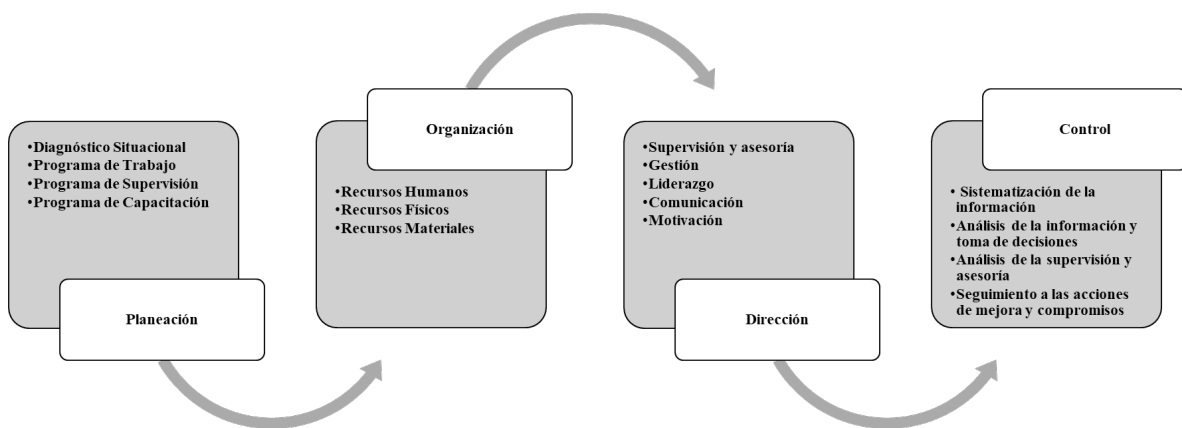 •Diagnóstico Situacional
•Programa de Trabajo
•Programa de Supervisión
•Programa de Capacitación
Planeación
Organización
•Recursos Humanos
•Recursos Físicos
•Recursos Materiales
•Supervisión y asesoría
•Gestión
•Liderazgo
•Comunicación
•Motivación
Dirección
Control
• Sistematización de la
información
•Análisis de la información y
toma de decisiones
•Análisis de la supervisión y
asesoría
•Seguimiento a las acciones
de mejora y compromisos